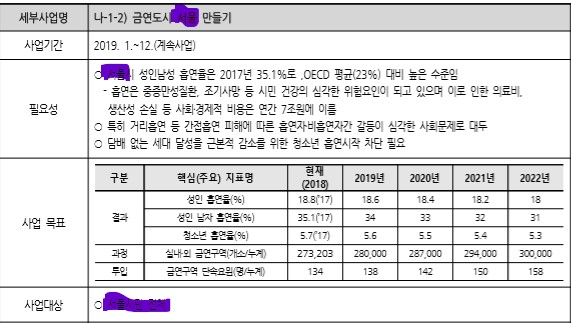 세부사업명 나-1-2) 금연도시 서울 만들기
사업기간 2019. 1.~12.(계속사업)
○ 시 성인남성 흡연율은 2017년 35.1%로 ,OECD 평균(23%) 대비 높은 수준임
- 흡연은 중증만성질환, 조기사망 등 시민 건강의 심각한 위험요인이 되고 있으며 이로 인한 의료비,
필요성
생산성 손실 등 사회·경제적 비용은 연간 7조원에 이름
○ 특히 거리흡연 등 간접흡연 피해에 따른 흡연자·비흡연자간 갈등이 심각한 사회문제로 대두
○ 담배 없는 세대 달성을 근본적 감소를 위한 청소년 흡연시작 차단 필요
사업 목표
구분 핵심(주요) 지표명 현재 (2018) 2019년 2020년 2021년 2022년
결과 성인 흡연율(%) 18.8('17) 18.6 18.4 18.2 18
성인 남자 흡연율(%) 35.1('17) 34 33 32 31
청소년 흡연율(%) 5.7('17) 5.6 5.5 5.4 5.3
과정 실내·외 금연구역(개소/누계) 273,203 280,000 287,000 294,000 300,000
투입 금연구역 단속요원(명/누계) 134 138 142 150 158
사업대상 ○